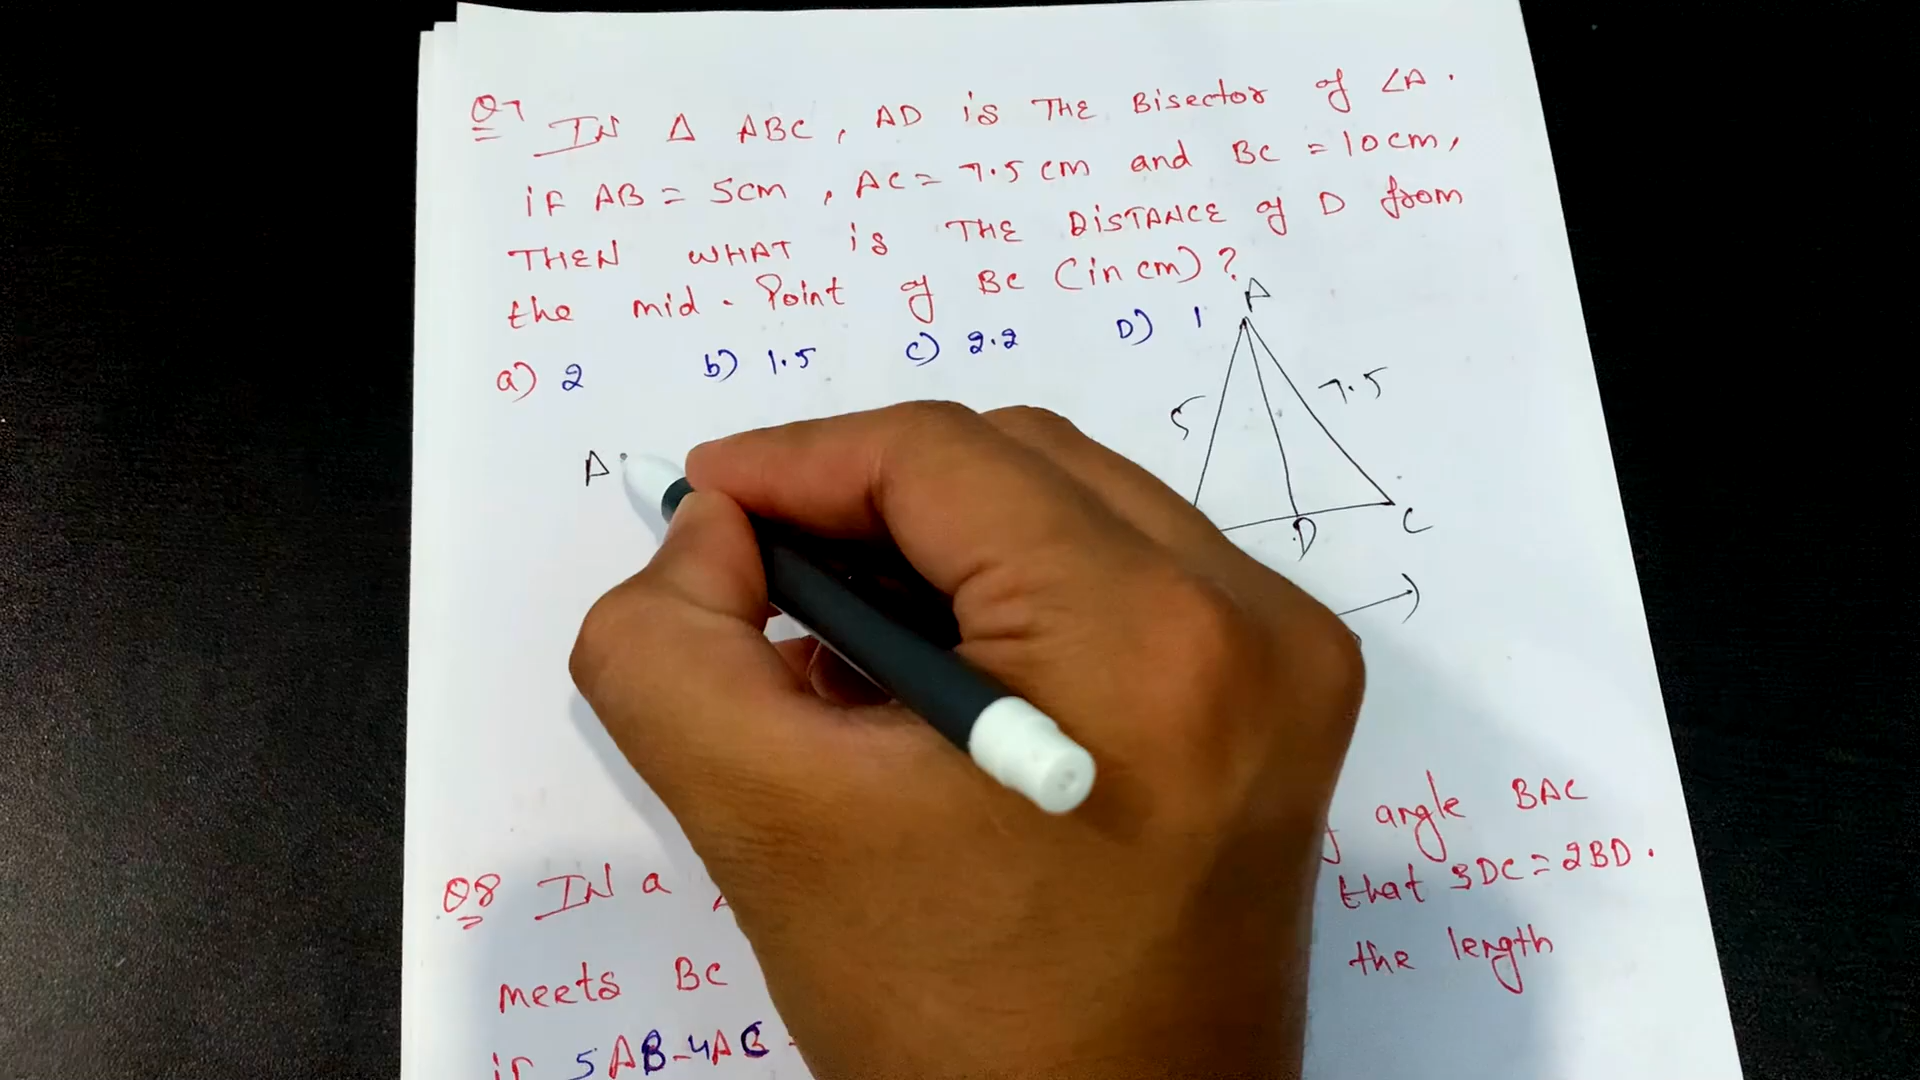 Q7 IN Δ ABC, AD is THE Bisector of ∠A.
if AB = 5cm, AC = 7.5 cm and BC = 10cm,
THEN WHAT is THE DISTANCE of D from
the mid-Point of BC (in cm)?
a) 2 b) 1.5 c) 2.2 D) 1
A
5 7.5
D C
A
angle BAC
Q8 IN a that 3DC = 2BD.
meets BC the length
if 5AB-4AC